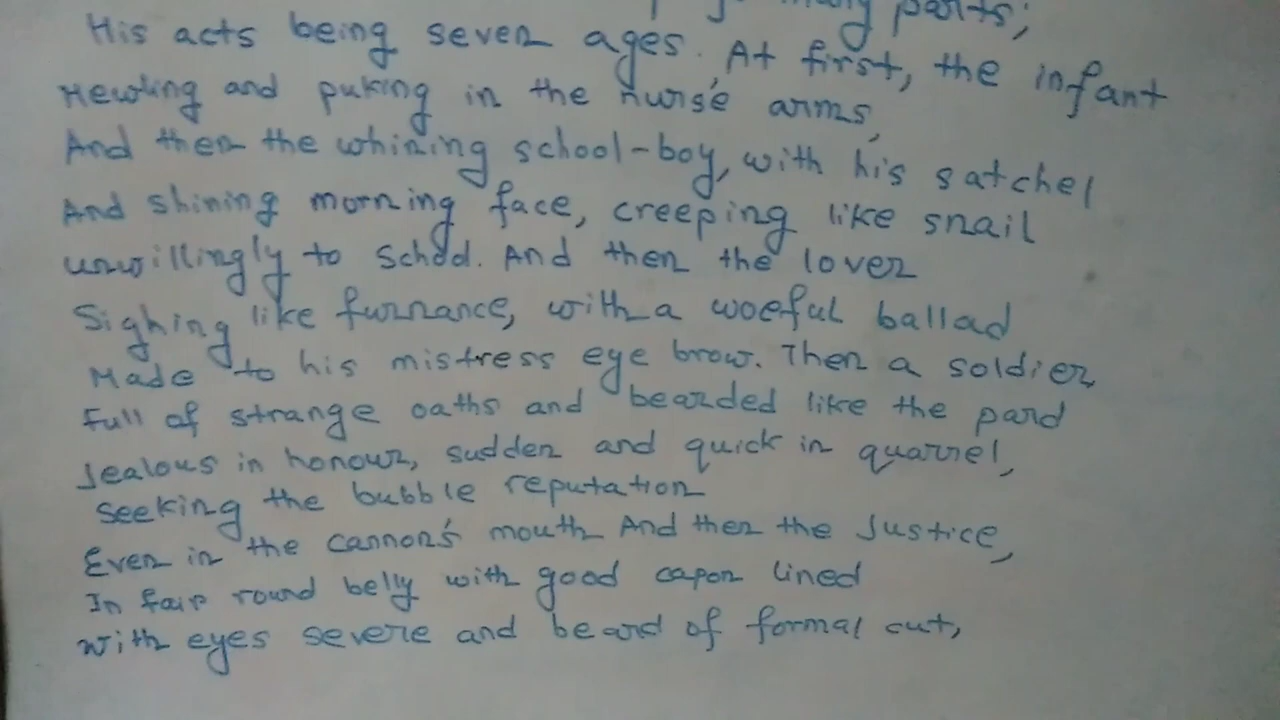 parts;
His acts being seven ages. At first, the infant
Mewling and puking in the nurse's arms,
And then the whining school-boy, with his satchel
And shining morning face, creeping like snail
unwillingly to School. And then the lover
Sighing like furnance, with a woeful ballad
Made to his mistress eye brow. Then a soldier,
Full of strange oaths and bearded like the pard
Jealous in honour, sudden and quick in quarrel,
Seeking the bubble reputation
Even in the cannon's mouth And then the Justice,
In fair round belly with good capon lined
With eyes severe and beard of formal cut,